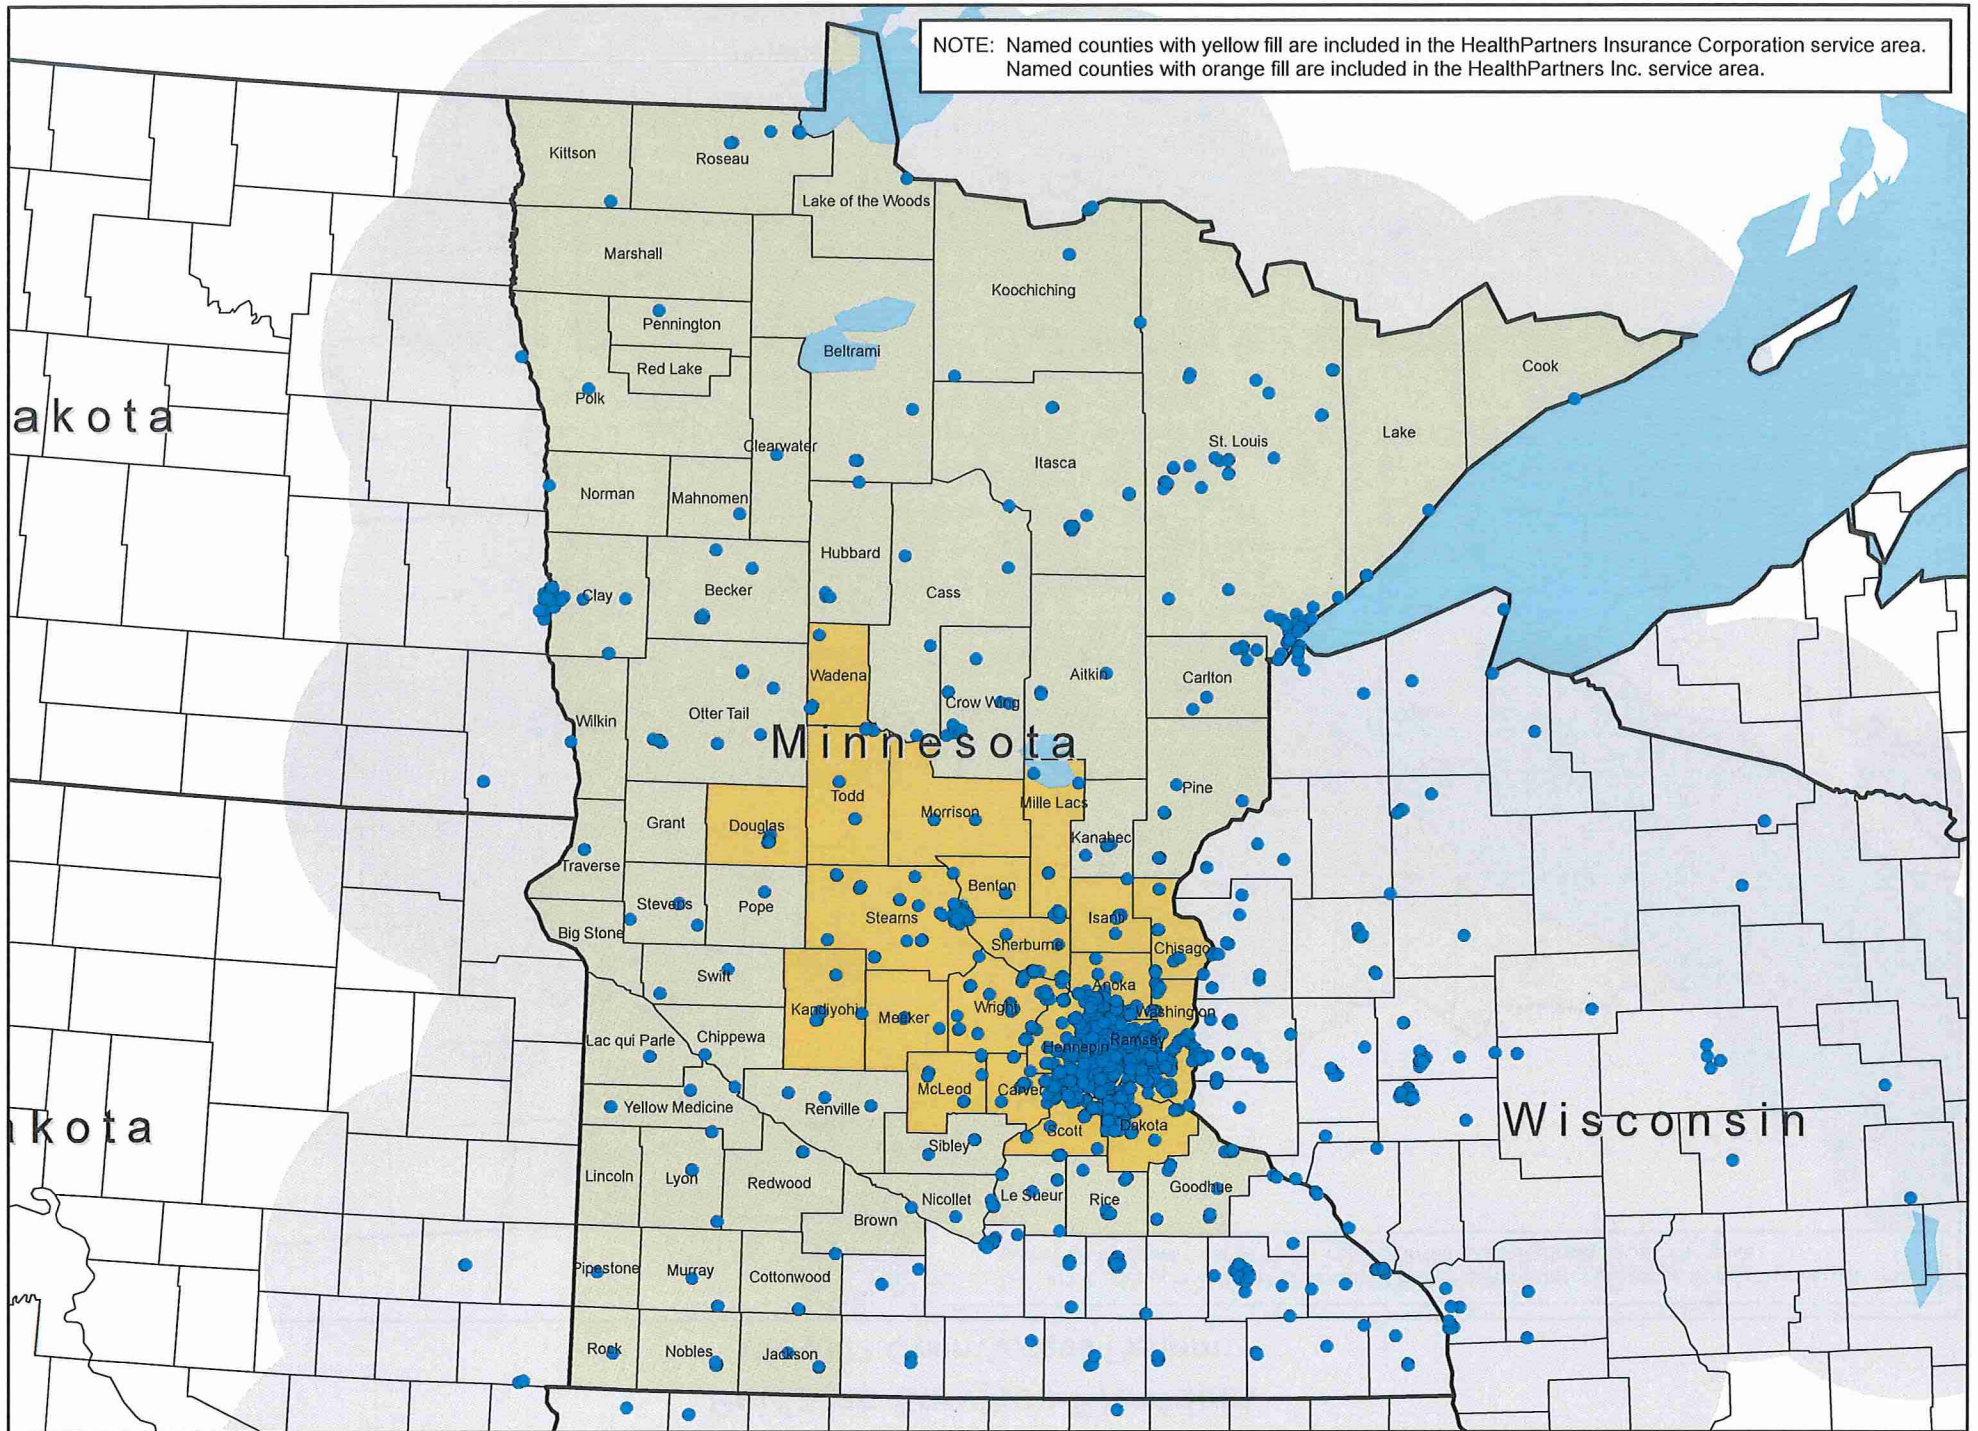 NOTE: Named counties with yellow fill are included in the HealthPartners Insurance Corporation service area.
Named counties with orange fill are included in the HealthPartners Inc. service area.
Kittson
Roseau
Lake of the Woods
Marshall
Koochiching
Pennington
Beltrami
Red Lake
Cook
Polk
akota
Clearwater
St. Louis
Lake
Itasca
Norman
Mahnomen
Hubbard
Clay
Becker
Cass
Wadena
Aitkin
Carlton
Crow Wing
Otter Tail
Wilkin
Minnesota
Pine
Todd
Mille Lacs
Morrison
Grant
Douglas
Kanabec
Traverse
Benton
Stevens
Pope
Stearns
Isanti
Big Stone
Sherburne
Chisago
Swift
Anoka
Kandiyohi
Meeker
Wright
Washington
Lac qui Parle
Chippewa
Hennepin
Ramsey
McLeod
Carver
Yellow Medicine
Renville
Wisconsin
kota
Scott
Dakota
Sibley
Lincoln
Lyon
Redwood
Nicollet
Le Sueur
Rice
Goodhue
Brown
Pipestone
Murray
Cottonwood
Rock
Nobles
Jackson